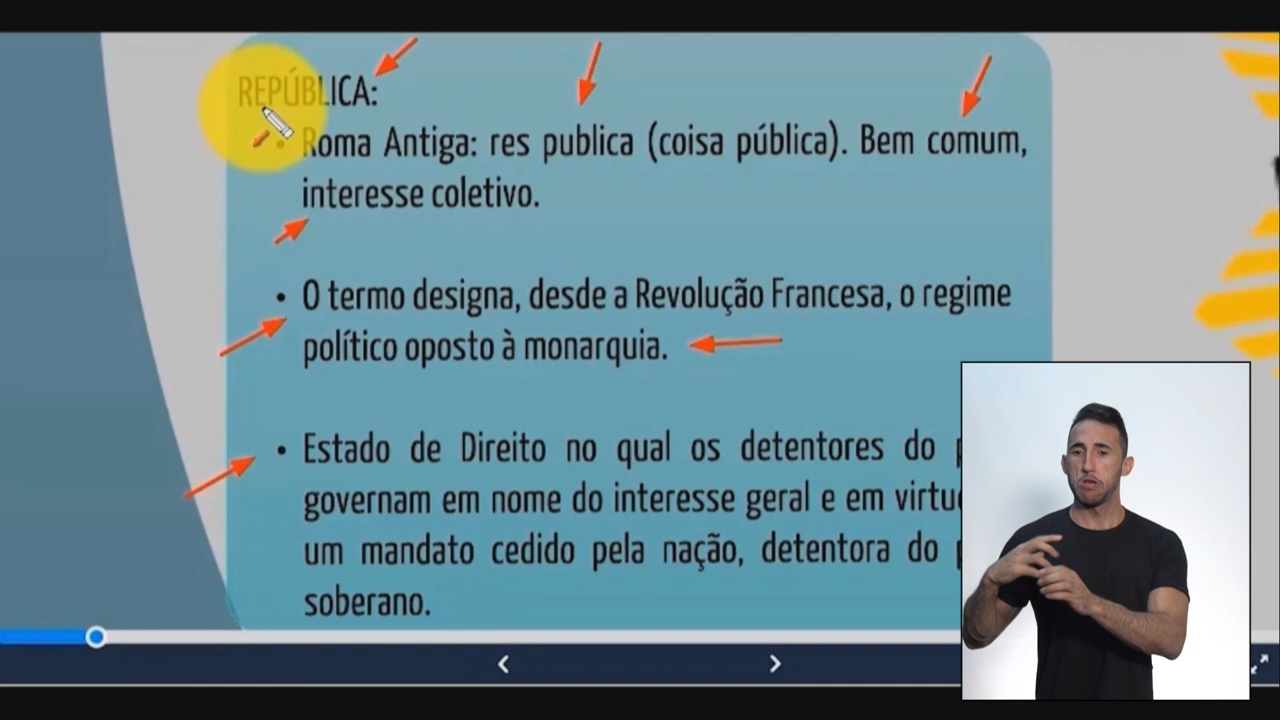 REPÚBLICA:
• Roma Antiga: res publica (coisa pública). Bem comum,
interesse coletivo.
• O termo designa, desde a Revolução Francesa, o regime
político oposto à monarquia.
• Estado de Direito no qual os detentores do
governam em nome do interesse geral e em
um mandato cedido pela nação, detentora do
soberano.